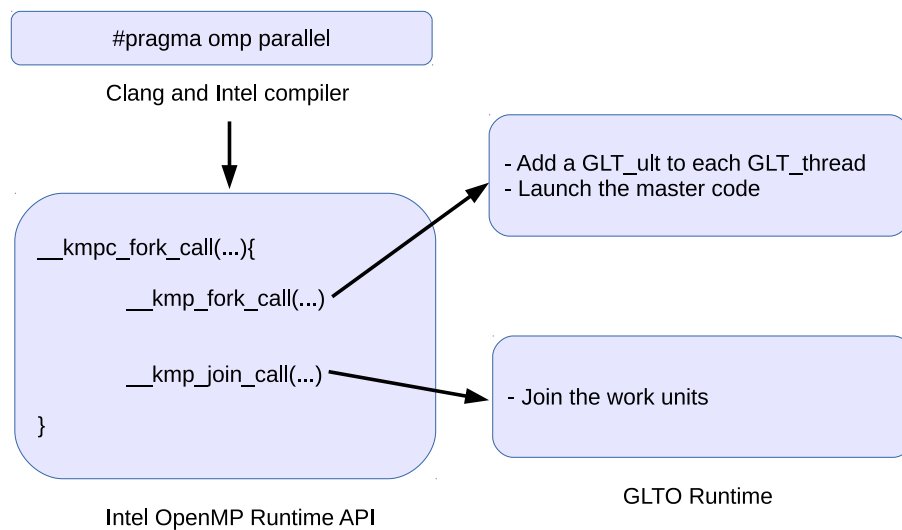 #pragma omp parallel
Clang and Intel compiler
__kmpc_fork_call(...){
__kmp_fork_call(...)
__kmp_join_call(...)
}
Intel OpenMP Runtime API
- Add a GLT_ult to each GLT_thread
- Launch the master code
- Join the work units
GLTO Runtime